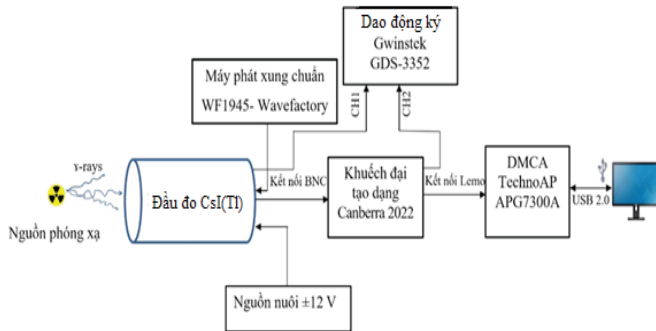 Dao động ký
Gwinstek
GDS-3352
Máy phát xung chuẩn
WF1945- Wavefactory
CH1
CH2
γ-rays
Đầu đo CsI(Tl)
Kết nối BNC
Khuếch đại
tạo dạng
Canberra 2022
Kết nối Lemo
DMCA
TechnoAP
APG7300A
USB 2.0
Nguồn phóng xạ
Nguồn nuôi ±12 V